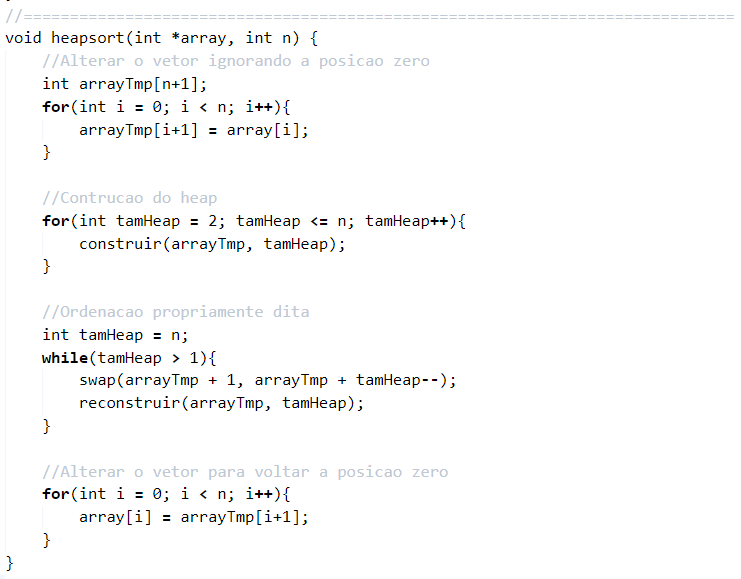 //=============================================================================
void heapsort(int *array, int n) {
    //Alterar o vetor ignorando a posicao zero
    int arrayTmp[n+1];
    for(int i = 0; i < n; i++){
        arrayTmp[i+1] = array[i];
    }

    //Contrucao do heap
    for(int tamHeap = 2; tamHeap <= n; tamHeap++){
        construir(arrayTmp, tamHeap);
    }

    //Ordenacao propriamente dita
    int tamHeap = n;
    while(tamHeap > 1){
        swap(arrayTmp + 1, arrayTmp + tamHeap--);
        reconstruir(arrayTmp, tamHeap);
    }

    //Alterar o vetor para voltar a posicao zero
    for(int i = 0; i < n; i++){
        array[i] = arrayTmp[i+1];
    }
}